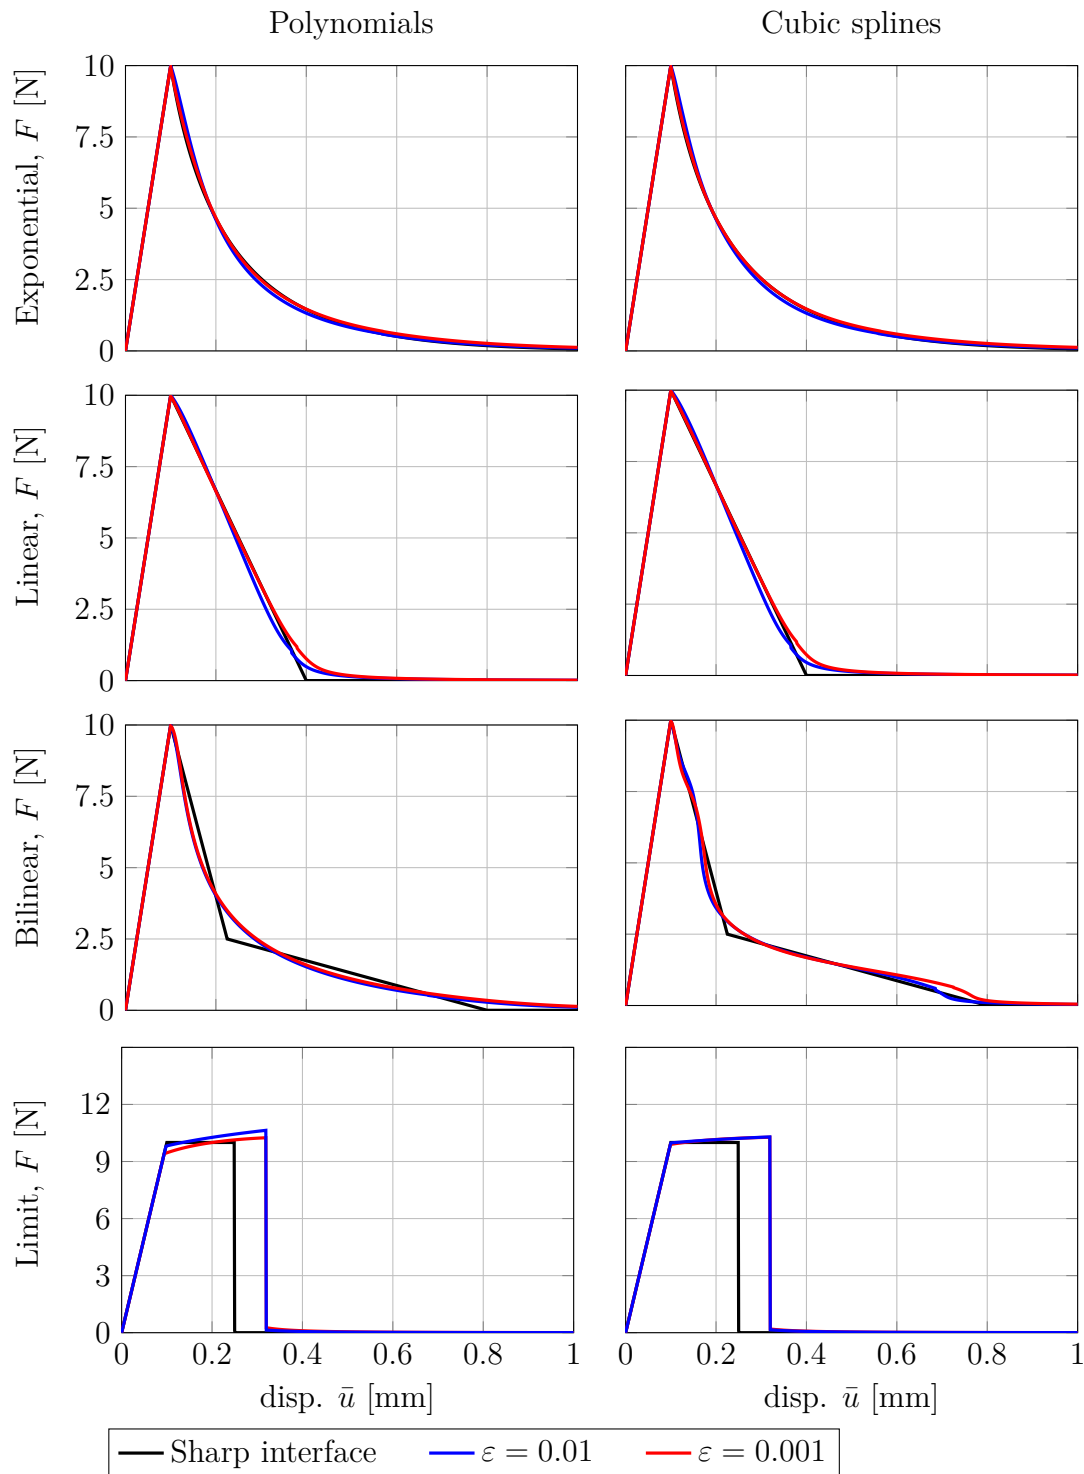 Polynomials Cubic splines
Exponential, F [N]
10
7.5
5
2.5
0
Linear, F [N]
10
7.5
5
2.5
0
Bilinear, F [N]
10
7.5
5
2.5
0
Limit, F [N]
12
9
6
3
0
0 0.2 0.4 0.6 0.8 1 0 0.2 0.4 0.6 0.8 1
disp. ū [mm] disp. ū [mm]
Sharp interface ε = 0.01 ε = 0.001